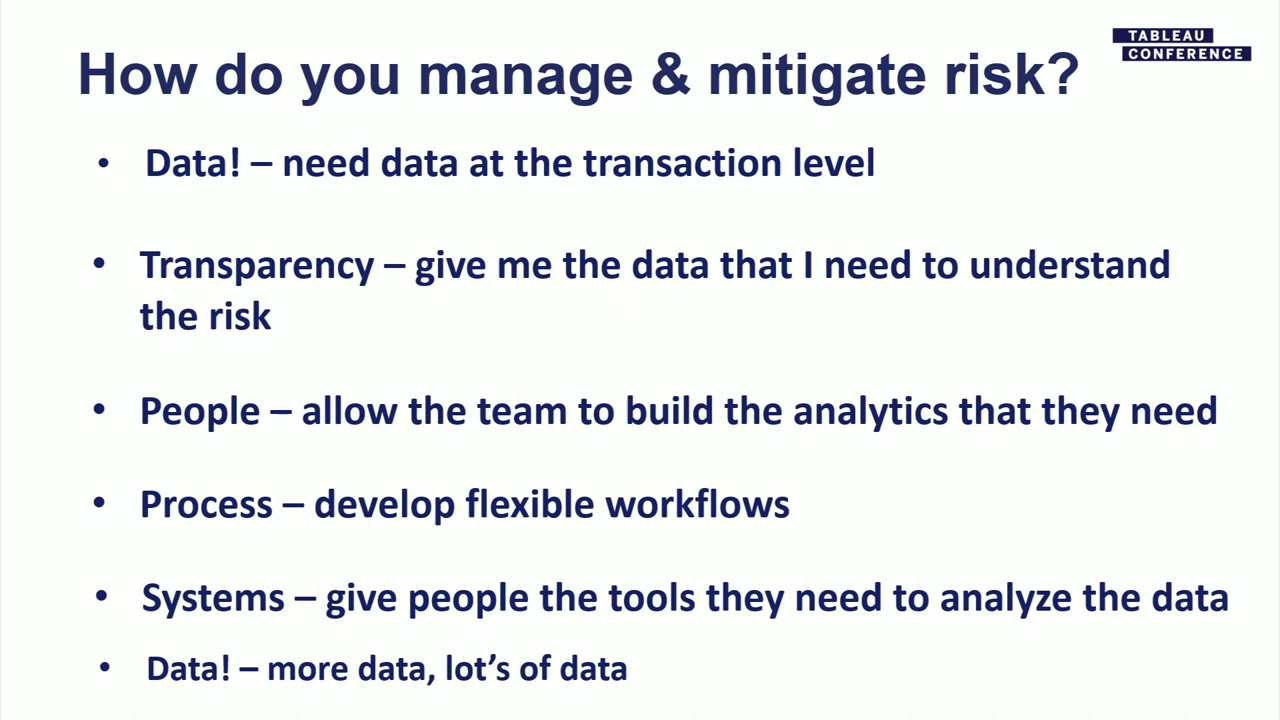 How do you manage & mitigate risk?
TABLEAU
CONFERENCE
• Data! – need data at the transaction level
• Transparency – give me the data that I need to understand
the risk
• People – allow the team to build the analytics that they need
• Process – develop flexible workflows
• Systems – give people the tools they need to analyze the data
• Data! – more data, lot’s of data